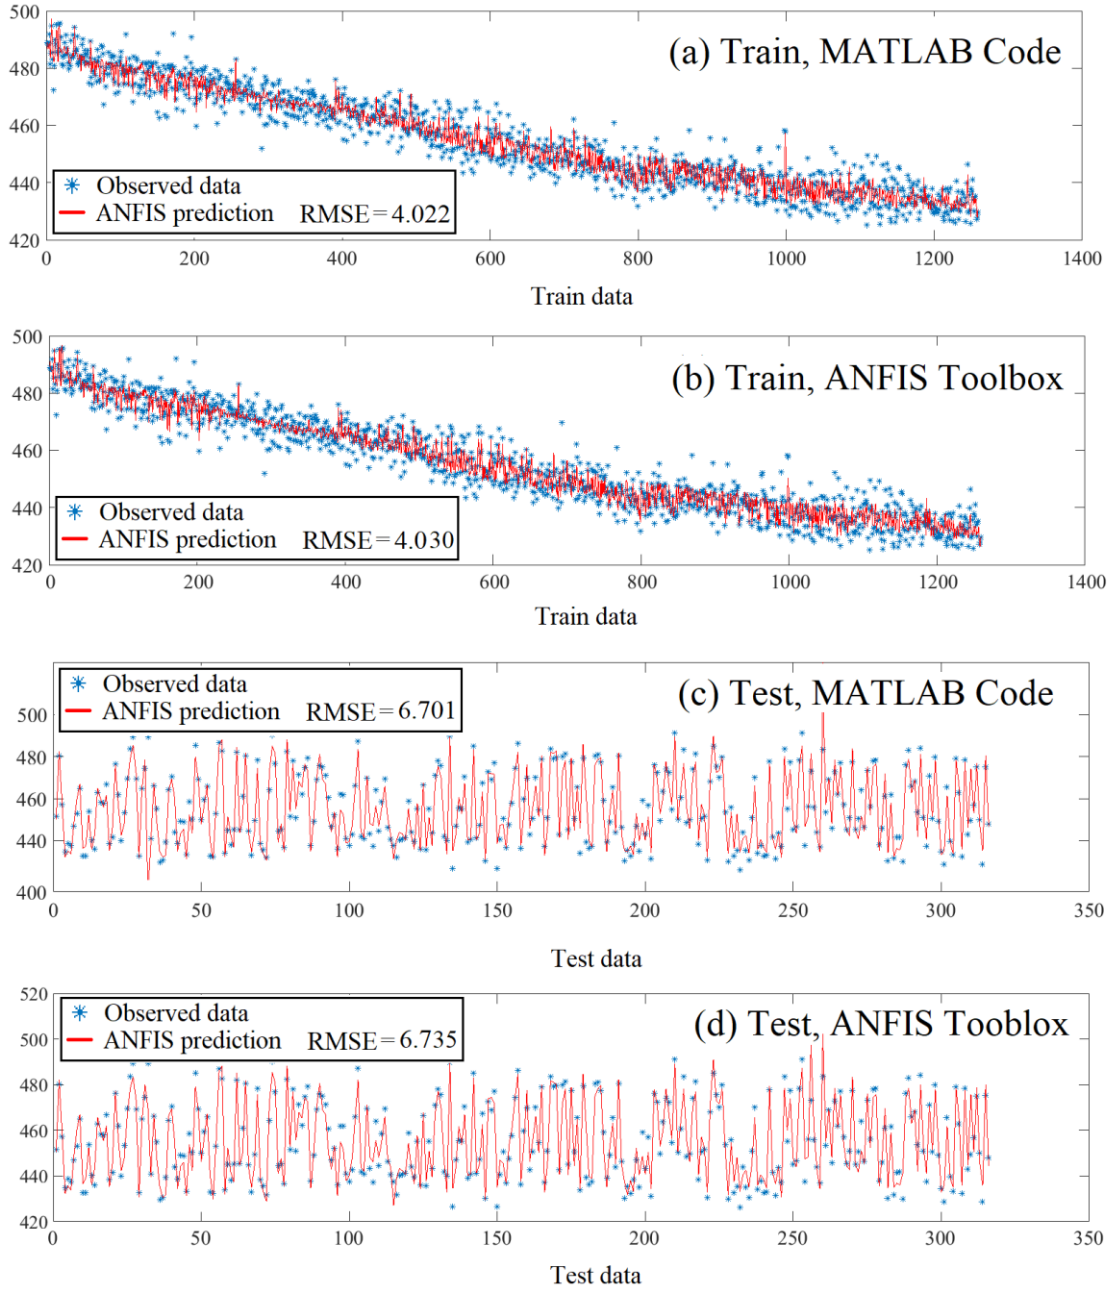 500
480
460
440
420
(a) Train, MATLAB Code
Observed data
ANFIS prediction RMSE=4.022
0 200 400 600 800 1000 1200 1400
Train data
500
480
460
440
420
(b) Train, ANFIS Toolbox
Observed data
ANFIS prediction RMSE=4.030
0 200 400 600 800 1000 1200 1400
Train data
500
480
460
440
400
(c) Test, MATLAB Code
Observed data
ANFIS prediction RMSE=6.701
0 50 100 150 200 250 300 350
Test data
520
500
480
460
440
420
(d) Test, ANFIS Tooblox
Observed data
ANFIS prediction RMSE=6.735
0 50 100 150 200 250 300 350
Test data